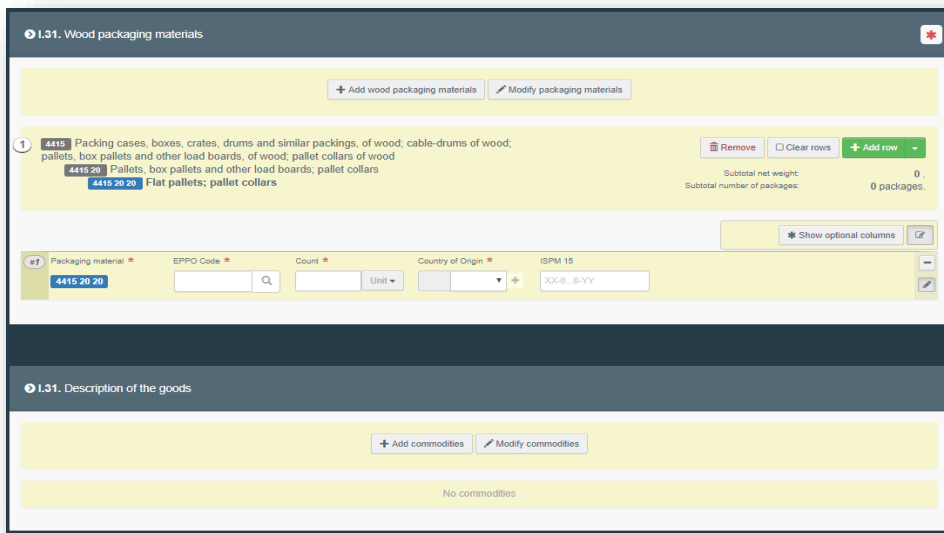 I.31. Wood packaging materials
*
+ Add wood packaging materials Modify packaging materials
1 4415 Packing cases, boxes, crates, drums and similar packings, of wood; cable-drums of wood;
pallets, box pallets and other load boards, of wood; pallet collars of wood
4415 20 Pallets, box pallets and other load boards; pallet collars
4415 20 20 Flat pallets; pallet collars
Remove Clear rows + Add row
Subtotal net weight: 0 .
Subtotal number of packages: 0 packages.
* Show optional columns
#1 Packaging material * EPPO Code * Count * Country of Origin * ISPM 15
4415 20 20 Unit + XX-0...0-YY
I.31. Description of the goods
+ Add commodities Modify commodities
No commodities